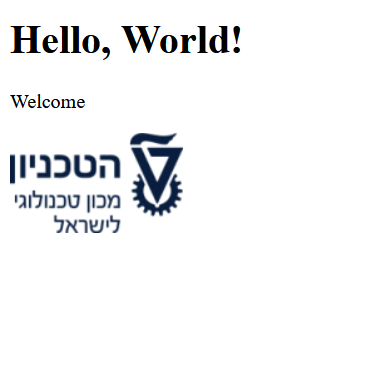 Hello, World!
Welcome
הטכניון
מכון טכנולוגי
לישראל